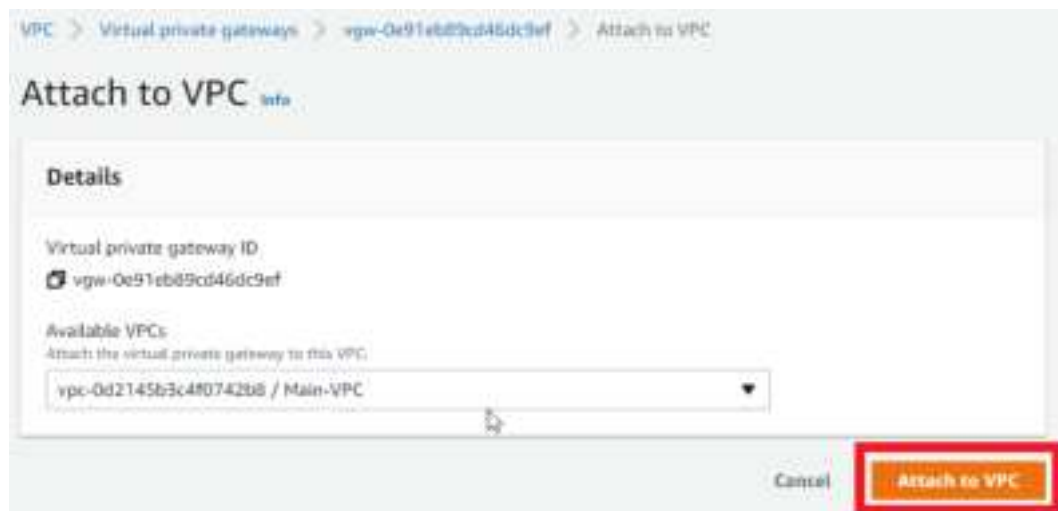 VPC > Virtual private gateways > vgw-0e91eb89cd46dc9ef > Attach to VPC
Attach to VPC Info
Details
Virtual private gateway ID
vgw-0e91eb89cd46dc9ef
Available VPCs
Attach the virtual private gateway to this VPC.
vpc-0d2145b3c4f0742b8 / Main-VPC
Cancel
Attach to VPC